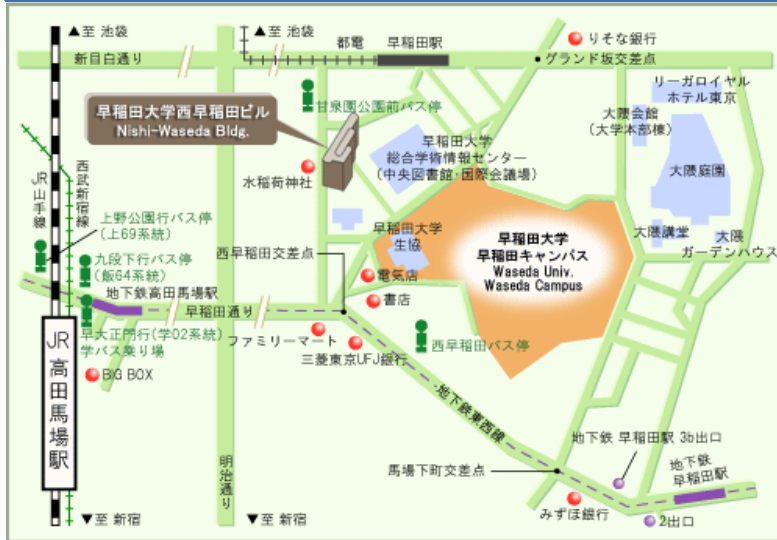 ▲至 池袋
▲至 池袋
都電
早稲田駅
りそな銀行
新目白通り
グランド坂交差点
リーガロイヤル
ホテル東京
甘泉園公園前バス停
早稲田大学西早稲田ビル
Nishi-Waseda Bldg.
大隈会館
(大学本部棟)
早稲田大学
総合学術情報センター
(中央図書館・国際会議場)
水稲荷神社
大隈庭園
JR山手線
西武新宿線
上野公園行バス停
(上69系統)
早稲田大学
生協
早稲田大学
早稲田キャンパス
Waseda Univ.
Waseda Campus
大隈講堂
大隈
ガーデンハウス
西早稲田交差点
九段下行バス停
(飯64系統)
電気店
地下鉄高田馬場駅
早稲田通り
書店
早大正門行(学02系統)
学バス乗り場
ファミリーマート
西早稲田バス停
三菱東京UFJ銀行
JR高田馬場駅
BIG BOX
地下鉄東西線
地下鉄 早稲田駅 3b出口
明治通り
馬場下町交差点
地下鉄
早稲田駅
みずほ銀行
2出口
▼至 新宿
▼至 新宿